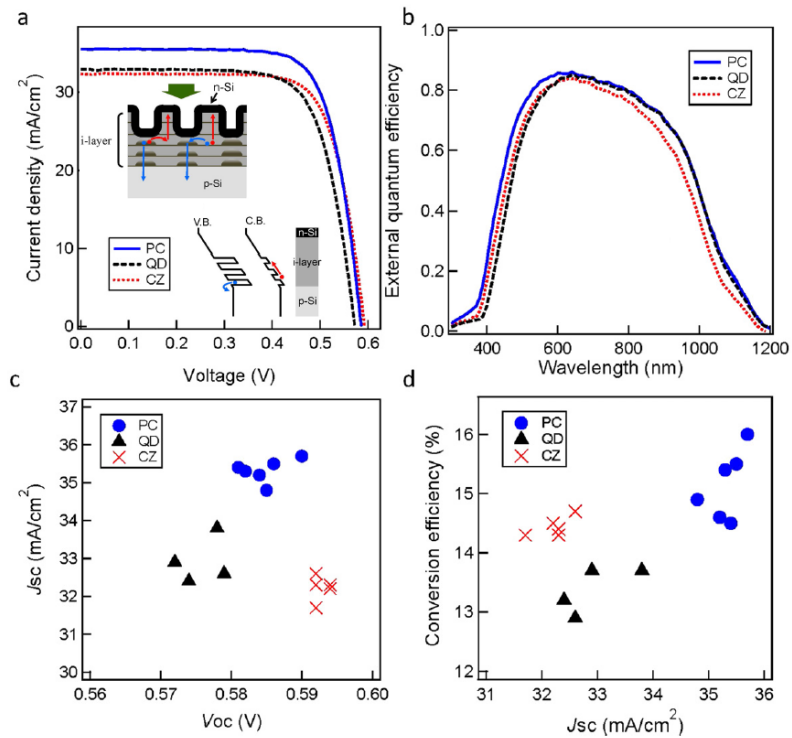 a
Current density (mA/cm²)
30
20
10
0
n-Si
i-layer
p-Si
V.B.
C.B.
n-Si
i-layer
p-Si
PC
QD
CZ
0.0
0.1
0.2
0.3
0.4
0.5
0.6
Voltage (V)
b
External quantum efficiency
1.0
0.8
0.6
0.4
0.2
0.0
PC
QD
CZ
400
600
800
1000
1200
Wavelength (nm)
c
Jsc (mA/cm²)
37
36
35
34
33
32
31
30
PC
QD
CZ
0.56
0.57
0.58
0.59
0.60
Voc (V)
d
Conversion efficiency (%)
16
15
14
13
12
PC
QD
CZ
31
32
33
34
35
36
Jsc (mA/cm²)